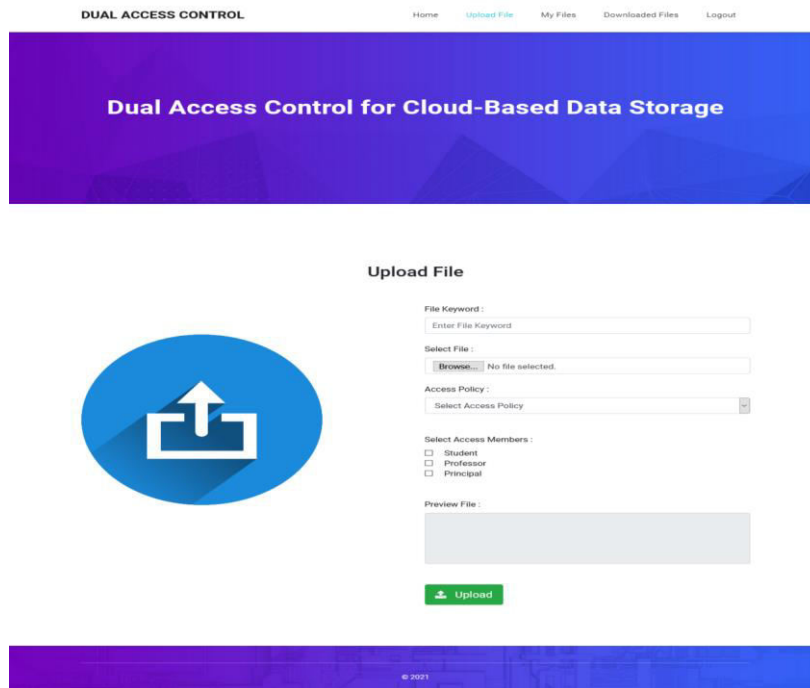 DUAL ACCESS CONTROL Home Upload File My Files Downloaded Files Logout
Dual Access Control for Cloud-Based Data Storage
Upload File
File Keyword :
Enter File Keyword
Select File :
Browse... No file selected.
Access Policy :
Select Access Policy
Select Access Members :
Student
Professor
Principal
Preview File :
Upload
© 2021